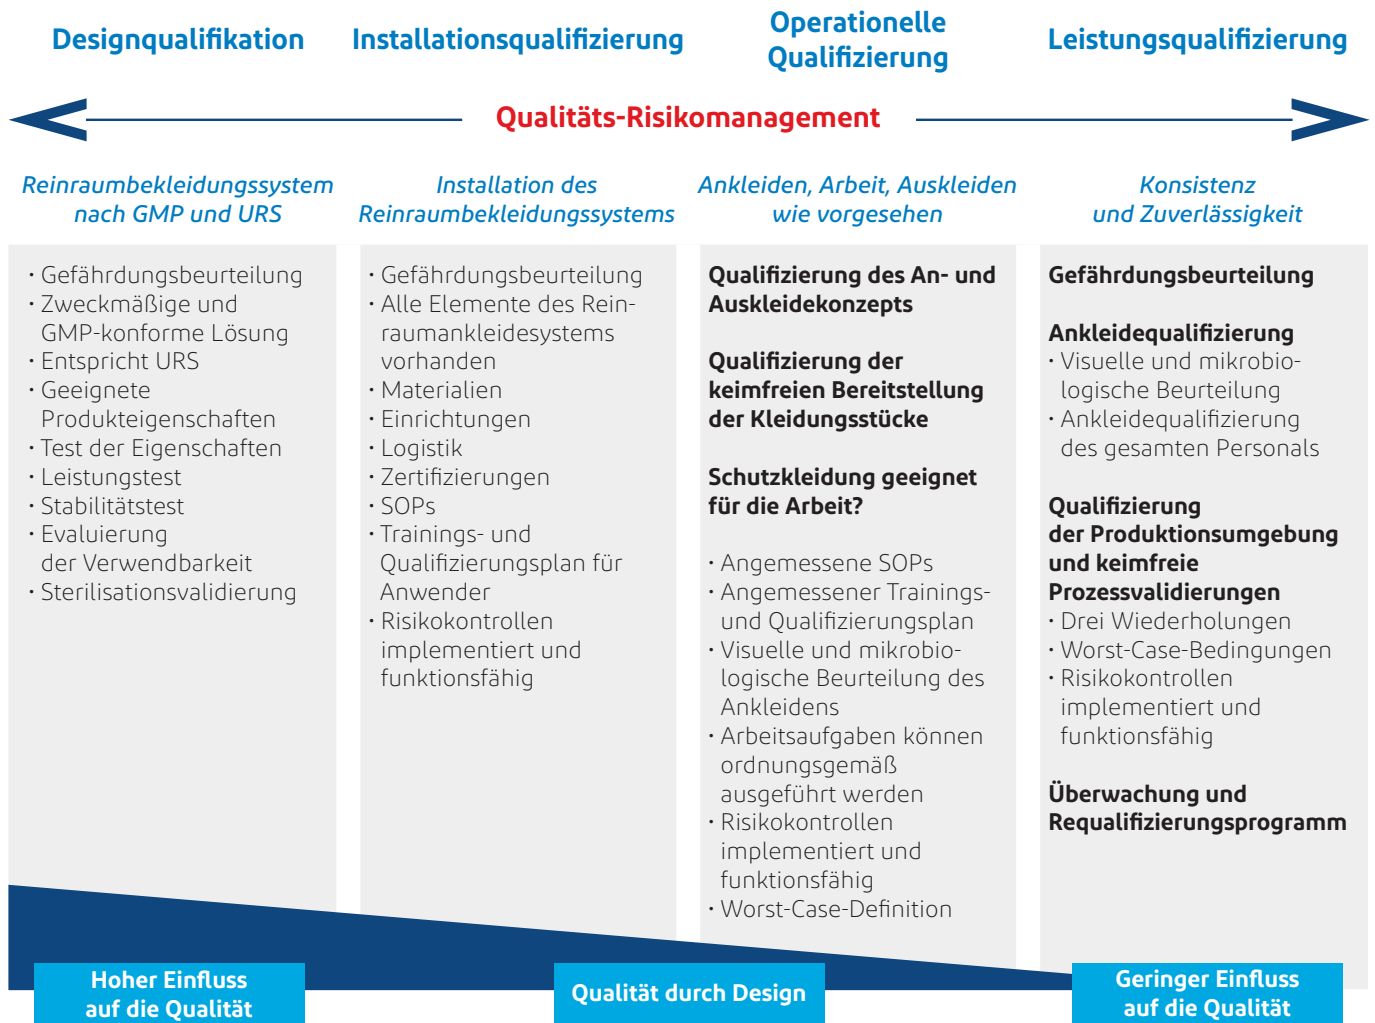 Designqualifikation
Installationsqualifizierung
Operationelle
Qualifizierung
Leistungsqualifizierung
Qualitäts-Risikomanagement
Reinraumbekleidungssystem
nach GMP und URS
Installation des
Reinraumbekleidungssystems
Ankleiden, Arbeit, Auskleiden
wie vorgesehen
Konsistenz
und Zuverlässigkeit
· Gefährdungsbeurteilung
· Zweckmäßige und
GMP-konforme Lösung
· Entspricht URS
· Geeignete
Produkteigenschaften
· Test der Eigenschaften
· Leistungstest
· Stabilitätstest
· Evaluierung
der Verwendbarkeit
· Sterilisationsvalidierung
· Gefährdungsbeurteilung
· Alle Elemente des Rein-
raumankleidesystems
vorhanden
· Materialien
· Einrichtungen
· Logistik
· Zertifizierungen
· SOPs
· Trainings- und
Qualifizierungsplan für
Anwender
· Risikokontrollen
implementiert und
funktionsfähig
Qualifizierung des An- und
Auskleidekonzepts
Qualifizierung der
keimfreien Bereitstellung
der Kleidungsstücke
Schutzkleidung geeignet
für die Arbeit?
· Angemessene SOPs
· Angemessener Trainings-
und Qualifizierungsplan
· Visuelle und mikrobio-
logische Beurteilung des
Ankleidens
· Arbeitsaufgaben können
ordnungsgemäß
ausgeführt werden
· Risikokontrollen
implementiert und
funktionsfähig
· Worst-Case-Definition
Gefährdungsbeurteilung
Ankleidequalifizierung
· Visuelle und mikrobio-
logische Beurteilung
· Ankleidequalifizierung
des gesamten Personals
Qualifizierung
der Produktionsumgebung
und keimfreie
Prozessvalidierungen
· Drei Wiederholungen
· Worst-Case-Bedingungen
· Risikokontrollen
implementiert und
funktionsfähig
Überwachung und
Requalifizierungsprogramm
Hoher Einfluss
auf die Qualität
Qualität durch Design
Geringer Einfluss
auf die Qualität